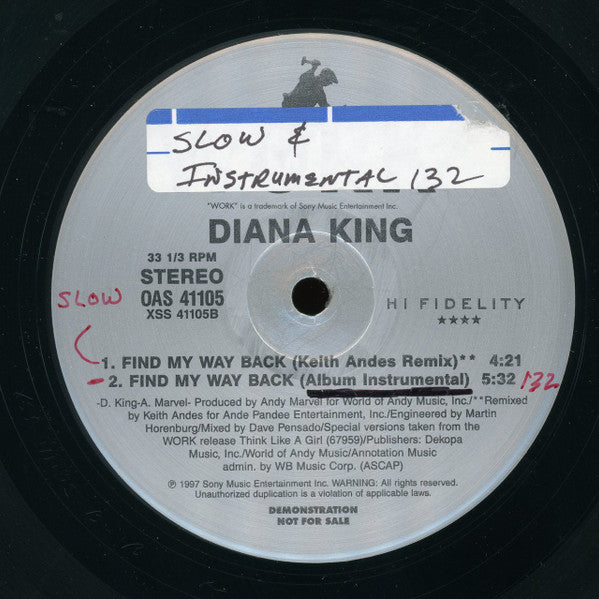 SLOW &
INSTRUMENTAL 132
"WORK" is a trademark of Sony Music Entertainment Inc.
DIANA KING
33 1/3 RPM
STEREO
SLOW OAS 41105
XSS 41105B
HI FIDELITY
★★★★
1. FIND MY WAY BACK (Keith Andes Remix)** 4:21
2. FIND MY WAY BACK (Album Instrumental) 5:32 132
-D. King-A. Marvel- Produced by Andy Marvel for World of Andy Music, Inc./**Remixed
by Keith Andes for Ande Pandee Entertainment, Inc./Engineered by Martin
Horenburg/Mixed by Dave Pensado/Special versions taken from the
WORK release Think Like A Girl (67959)/Publishers: Dekopa
Music, Inc./World of Andy Music/Annotation Music
admin. by WB Music Corp. (ASCAP)
℗ 1997 Sony Music Entertainment Inc. WARNING: All rights reserved.
Unauthorized duplication is a violation of applicable laws.
DEMONSTRATION
NOT FOR SALE